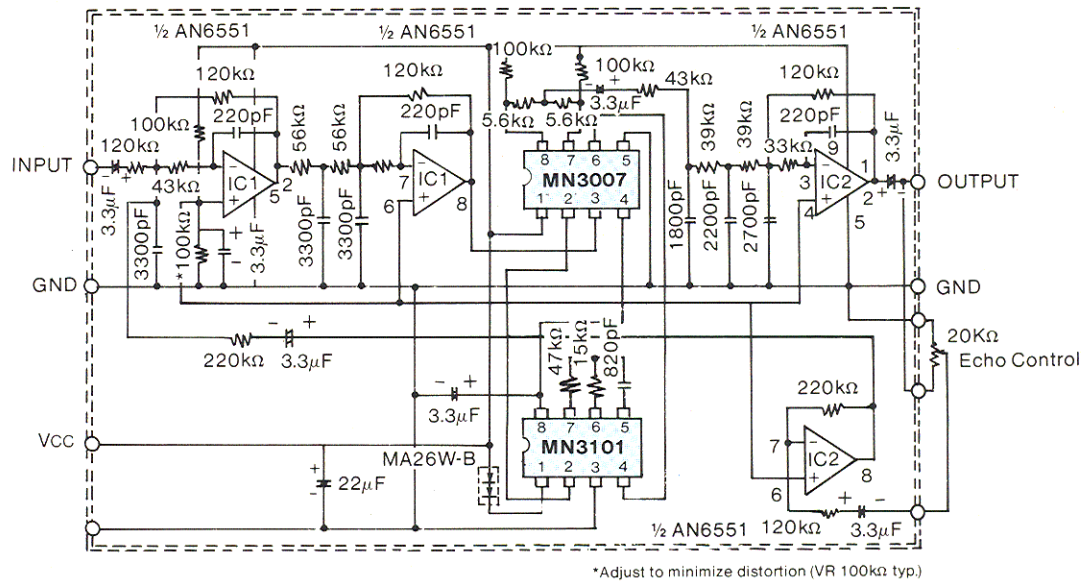 ½ AN6551
½ AN6551
½ AN6551
120kΩ
100kΩ
220pF
120kΩ
220pF
56kΩ
56kΩ
100kΩ
100kΩ
- +
3.3μF
43kΩ
5.6kΩ
5.6kΩ
120kΩ
220pF
39kΩ
39kΩ
33kΩ
9
3.3μF
INPUT
120kΩ
- +
3.3μF
43kΩ
3300pF
*100kΩ
+
-
3.3μF
-
+
IC1
2
5
3300pF
3300pF
-
+
7
6
IC1
8
8 7 6 5
MN3007
1 2 3 4
1800pF
2200pF
2700pF
-
+
3
4
IC2
1
2
5
+
-
OUTPUT
GND
GND
220kΩ
- +
3.3μF
47kΩ
15kΩ
820pF
20KΩ
Echo Control
- +
3.3μF
8 7 6 5
MN3101
1 2 3 4
220kΩ
7
6
-
+
IC2
8
VCC
MA26W-B
+
-
22μF
120kΩ
+ -
3.3μF
½ AN6551
*Adjust to minimize distortion (VR 100kΩ typ.)